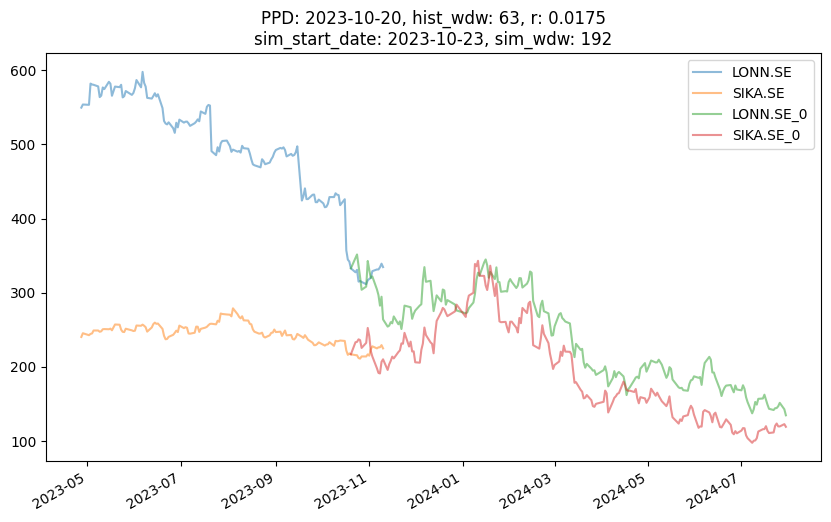 PPD: 2023-10-20, hist_wdw: 63, r: 0.0175
sim_start_date: 2023-10-23, sim_wdw: 192
LONN.SE
SIKA.SE
LONN.SE_0
SIKA.SE_0
600
500
400
300
200
100
2023-05
2023-07
2023-09
2023-11
2024-01
2024-03
2024-05
2024-07